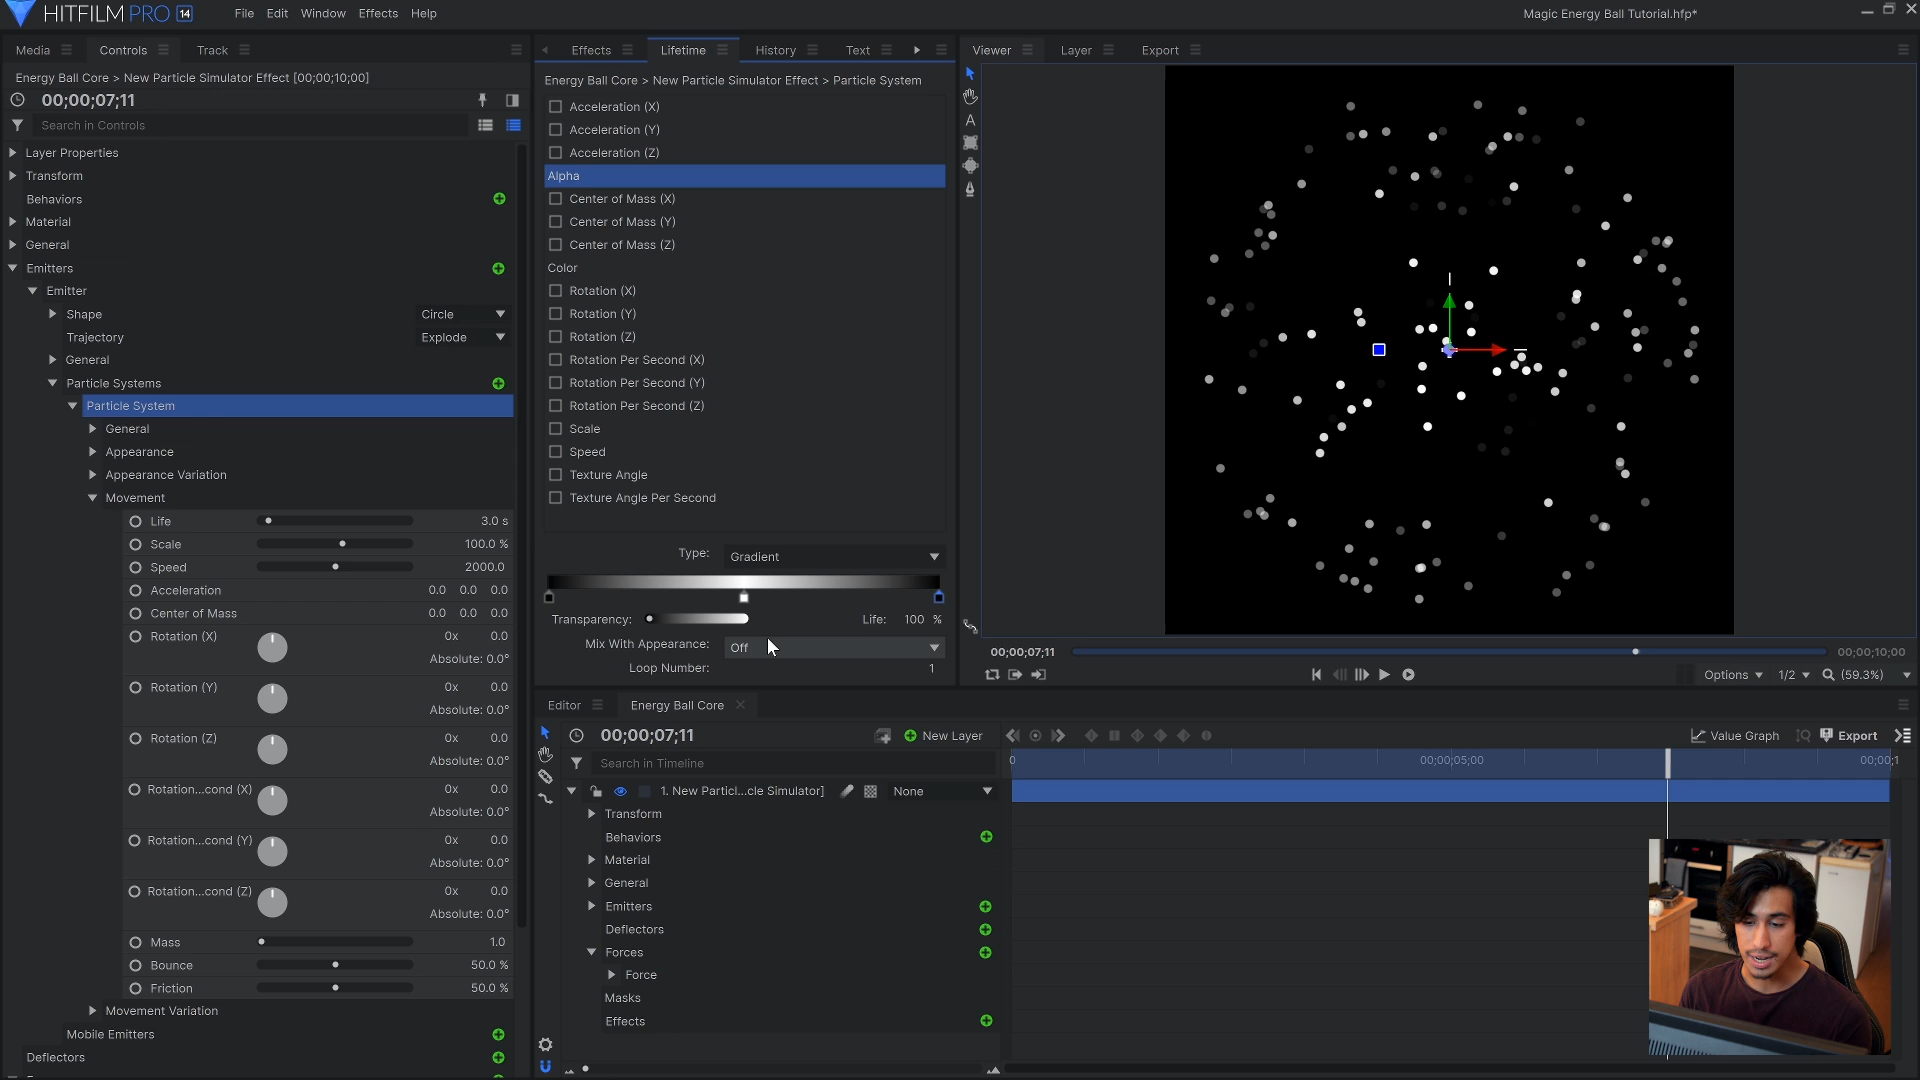 HITFILM PRO 14 File Edit Window Effects Help Magic Energy Ball Tutorial.hfp*
Media Controls Track
Energy Ball Core > New Particle Simulator Effect [00;00;10;00]
00;00;07;11
Search in Controls
Layer Properties
Transform
Behaviors
Material
General
Emitters
Emitter
Shape Circle
Trajectory Explode
General
Particle Systems
Particle System
General
Appearance
Appearance Variation
Movement
Life 3.0 s
Scale 100.0 %
Speed 2000.0
Acceleration 0.0 0.0 0.0
Center of Mass 0.0 0.0 0.0
Rotation (X) 0x 0.0
Absolute: 0.0°
Rotation (Y) 0x 0.0
Absolute: 0.0°
Rotation (Z) 0x 0.0
Absolute: 0.0°
Rotation...cond (X) 0x 0.0
Absolute: 0.0°
Rotation...cond (Y) 0x 0.0
Absolute: 0.0°
Rotation...cond (Z) 0x 0.0
Absolute: 0.0°
Mass 1.0
Bounce 50.0 %
Friction 50.0 %
Movement Variation
Mobile Emitters
Deflectors
Effects Lifetime History Text
Energy Ball Core > New Particle Simulator Effect > Particle System
Acceleration (X)
Acceleration (Y)
Acceleration (Z)
Alpha
Center of Mass (X)
Center of Mass (Y)
Center of Mass (Z)
Color
Rotation (X)
Rotation (Y)
Rotation (Z)
Rotation Per Second (X)
Rotation Per Second (Y)
Rotation Per Second (Z)
Scale
Speed
Texture Angle
Texture Angle Per Second
Type: Gradient
Transparency: Life: 100 %
Mix With Appearance: Off
Loop Number: 1
Viewer Layer Export
A
00;00;07;11 00;00;10;00
Options 1/2 (59.3%)
Editor Energy Ball Core
00;00;07;11 New Layer Value Graph Export
Search in Timeline 0 00;00;05;00 00;00;1
1. New Particl...cle Simulator] None
Transform
Behaviors
Material
General
Emitters
Deflectors
Forces
Force
Masks
Effects